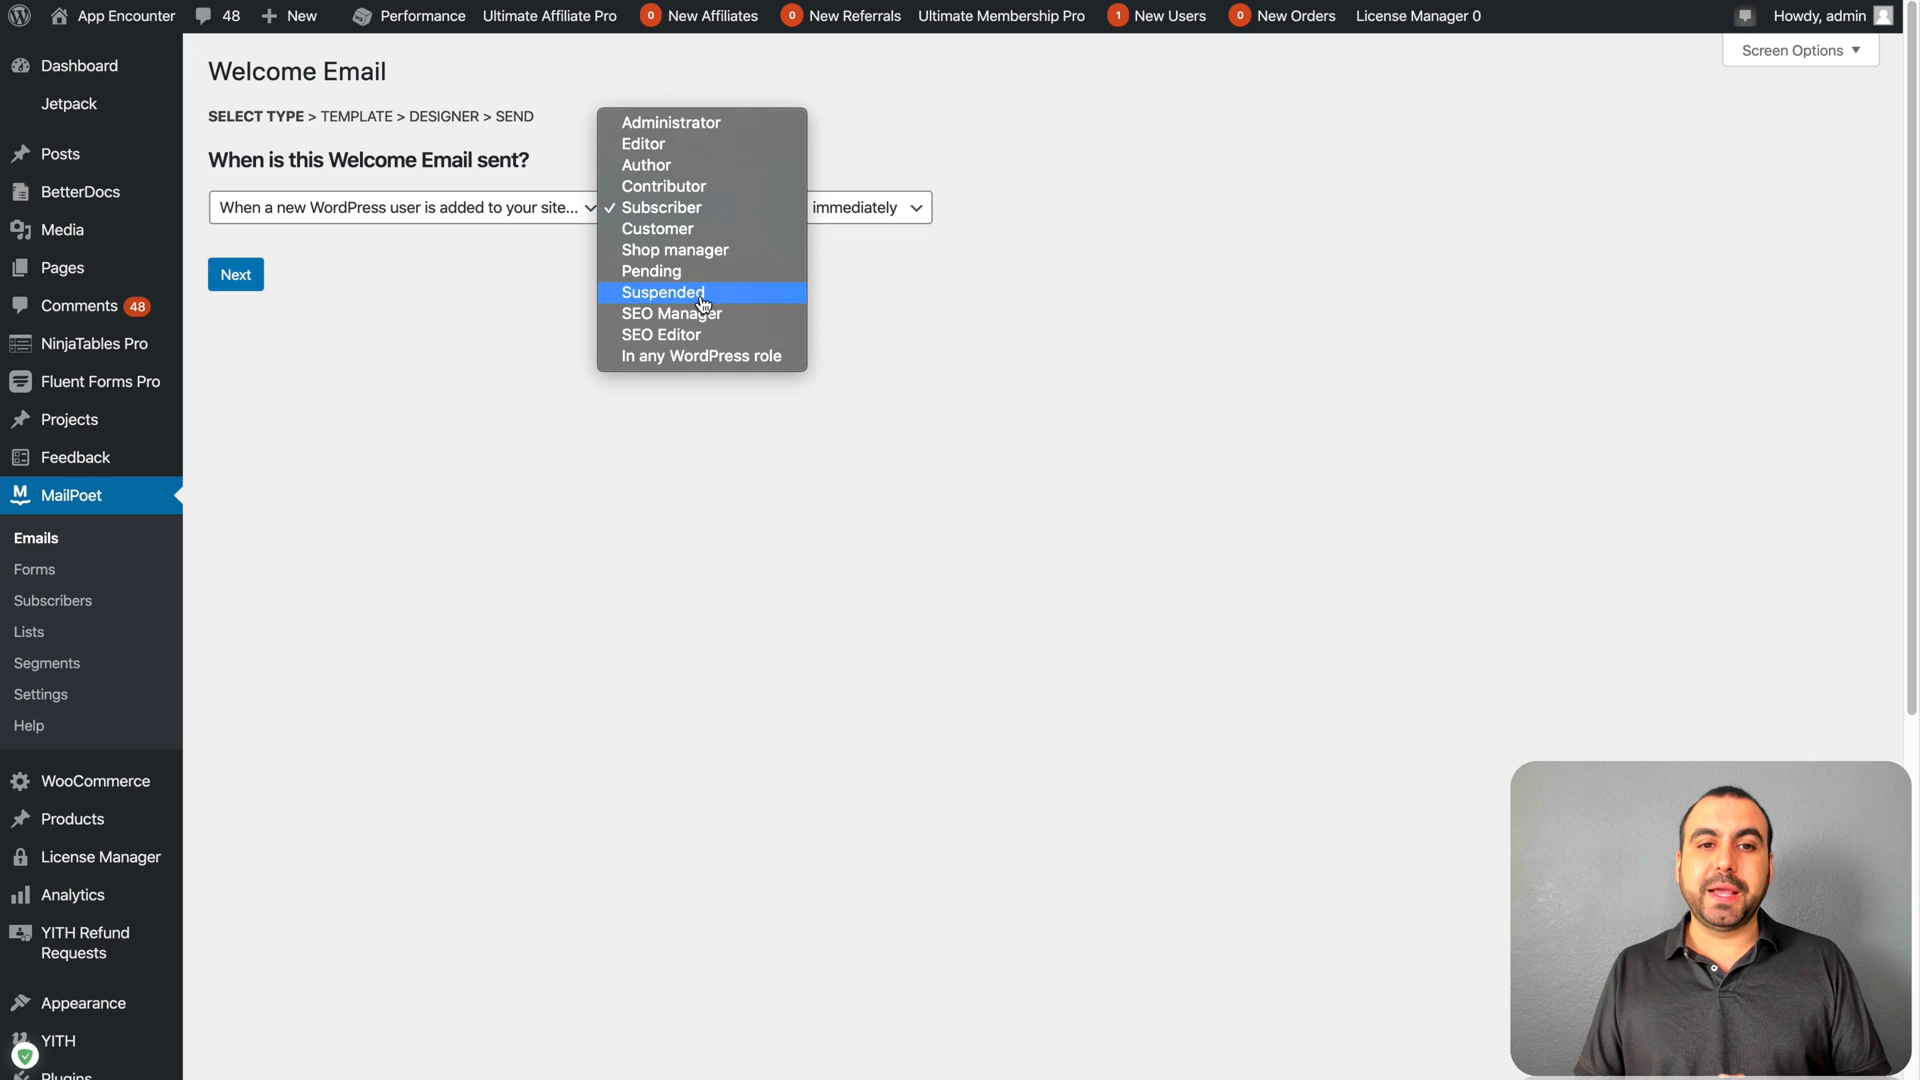 App Encounter 48 New Performance Ultimate Affiliate Pro 0 New Affiliates 0 New Referrals Ultimate Membership Pro 1 New Users 0 New Orders License Manager 0 Howdy, admin
Screen Options
Dashboard
Jetpack
Posts
BetterDocs
Media
Pages
Comments 48
NinjaTables Pro
Fluent Forms Pro
Projects
Feedback
MailPoet
Emails
Forms
Subscribers
Lists
Segments
Settings
Help
WooCommerce
Products
License Manager
Analytics
YITH Refund
Requests
Appearance
YITH
Plugins
Welcome Email
SELECT TYPE > TEMPLATE > DESIGNER > SEND
When is this Welcome Email sent?
When a new WordPress user is added to your site...
Administrator
Editor
Author
Contributor
✓ Subscriber
Customer
Shop manager
Pending
Suspended
SEO Manager
SEO Editor
In any WordPress role
immediately
Next